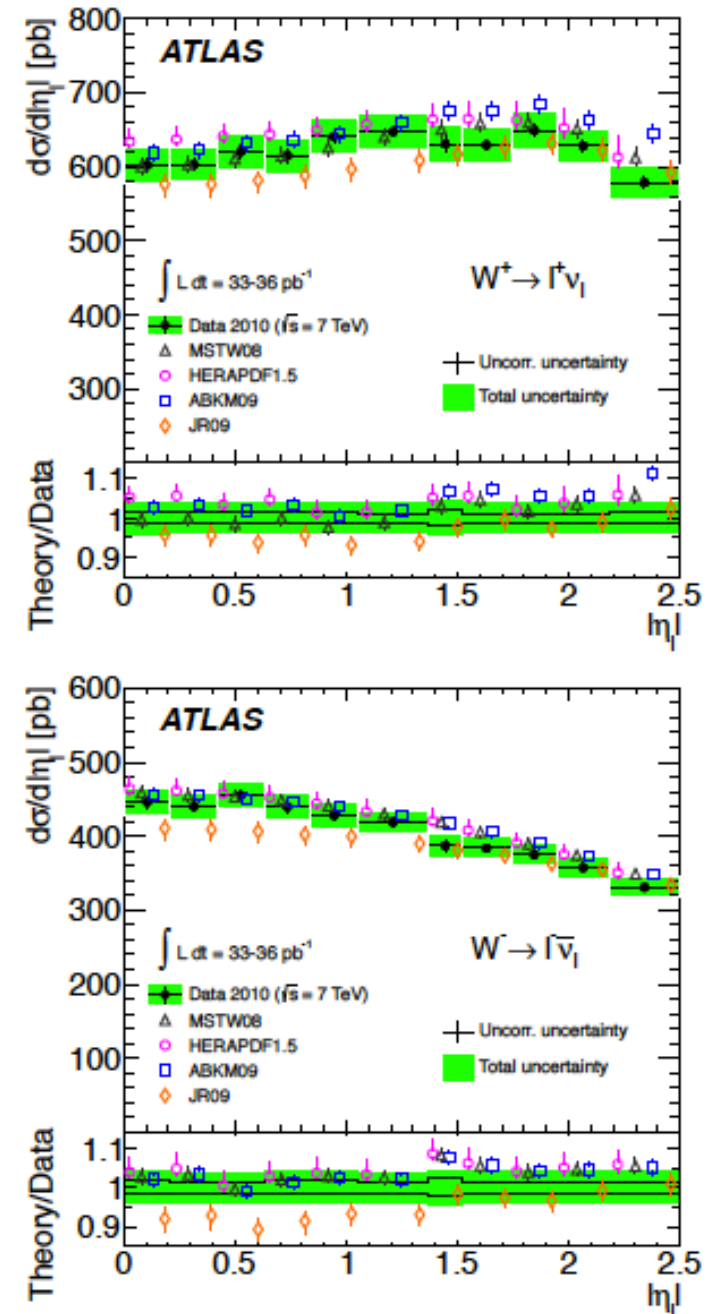 800
700
600
500
400
300
dσ/d|η_l| [pb]
ATLAS
∫ L dt = 33-36 pb⁻¹
W⁺ → l⁺ν_l
Data 2010 (√s = 7 TeV)
MSTW08
HERAPDF1.5
ABKM09
JR09
Uncorr. uncertainty
Total uncertainty
Theory/Data
1.1
1
0.9
0 0.5 1 1.5 2 2.5
|η_l|
600
500
400
300
200
100
dσ/d|η_l| [pb]
ATLAS
∫ L dt = 33-36 pb⁻¹
W⁻ → l⁻ν̄_l
Data 2010 (√s = 7 TeV)
MSTW08
HERAPDF1.5
ABKM09
JR09
Uncorr. uncertainty
Total uncertainty
Theory/Data
1.1
1
0.9
0 0.5 1 1.5 2 2.5
|η_l|